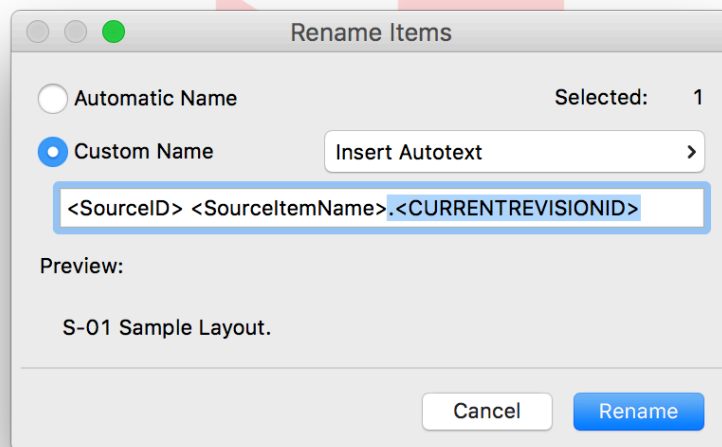 Rename Items
Automatic Name Selected: 1
Custom Name Insert Autotext >
<SourceID> <SourceItemName>.<CURRENTREVISIONID>
Preview:
S-01 Sample Layout.
Cancel Rename